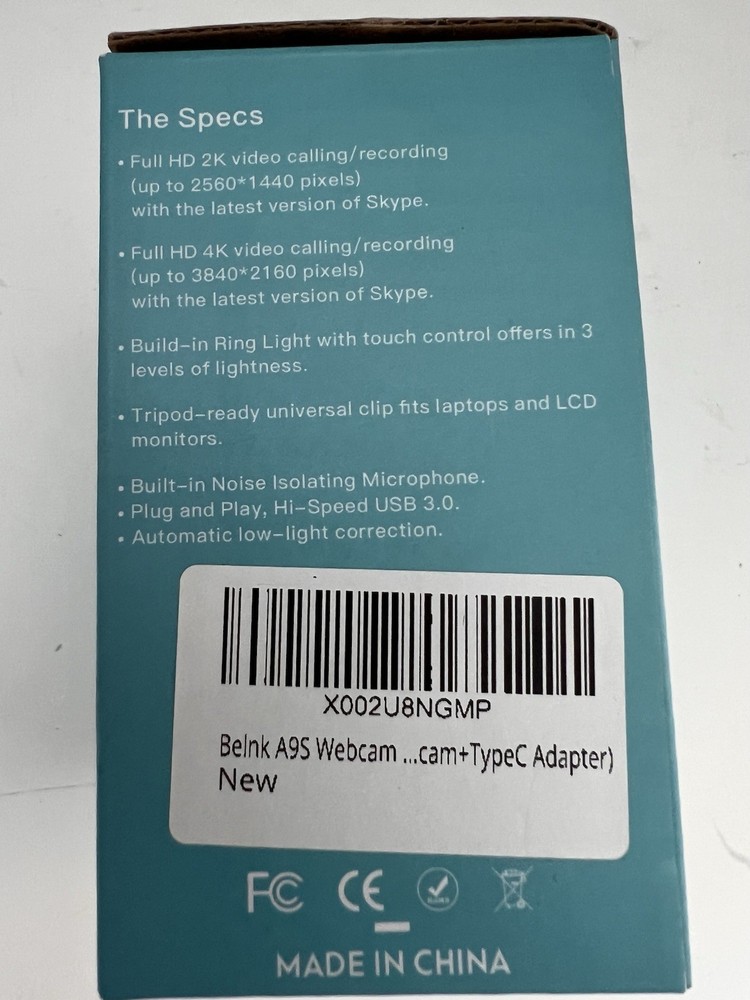 The Specs
• Full HD 2K video calling/recording
(up to 2560*1440 pixels)
with the latest version of Skype.
• Full HD 4K video calling/recording
(up to 3840*2160 pixels)
with the latest version of Skype.
• Build-in Ring Light with touch control offers in 3
levels of lightness.
• Tripod-ready universal clip fits laptops and LCD
monitors.
• Built-in Noise Isolating Microphone.
• Plug and Play, Hi-Speed USB 3.0.
• Automatic low-light correction.
X002U8NGMP
Belnk A9S Webcam ...cam+TypeC Adapter)
New
FC CE
MADE IN CHINA